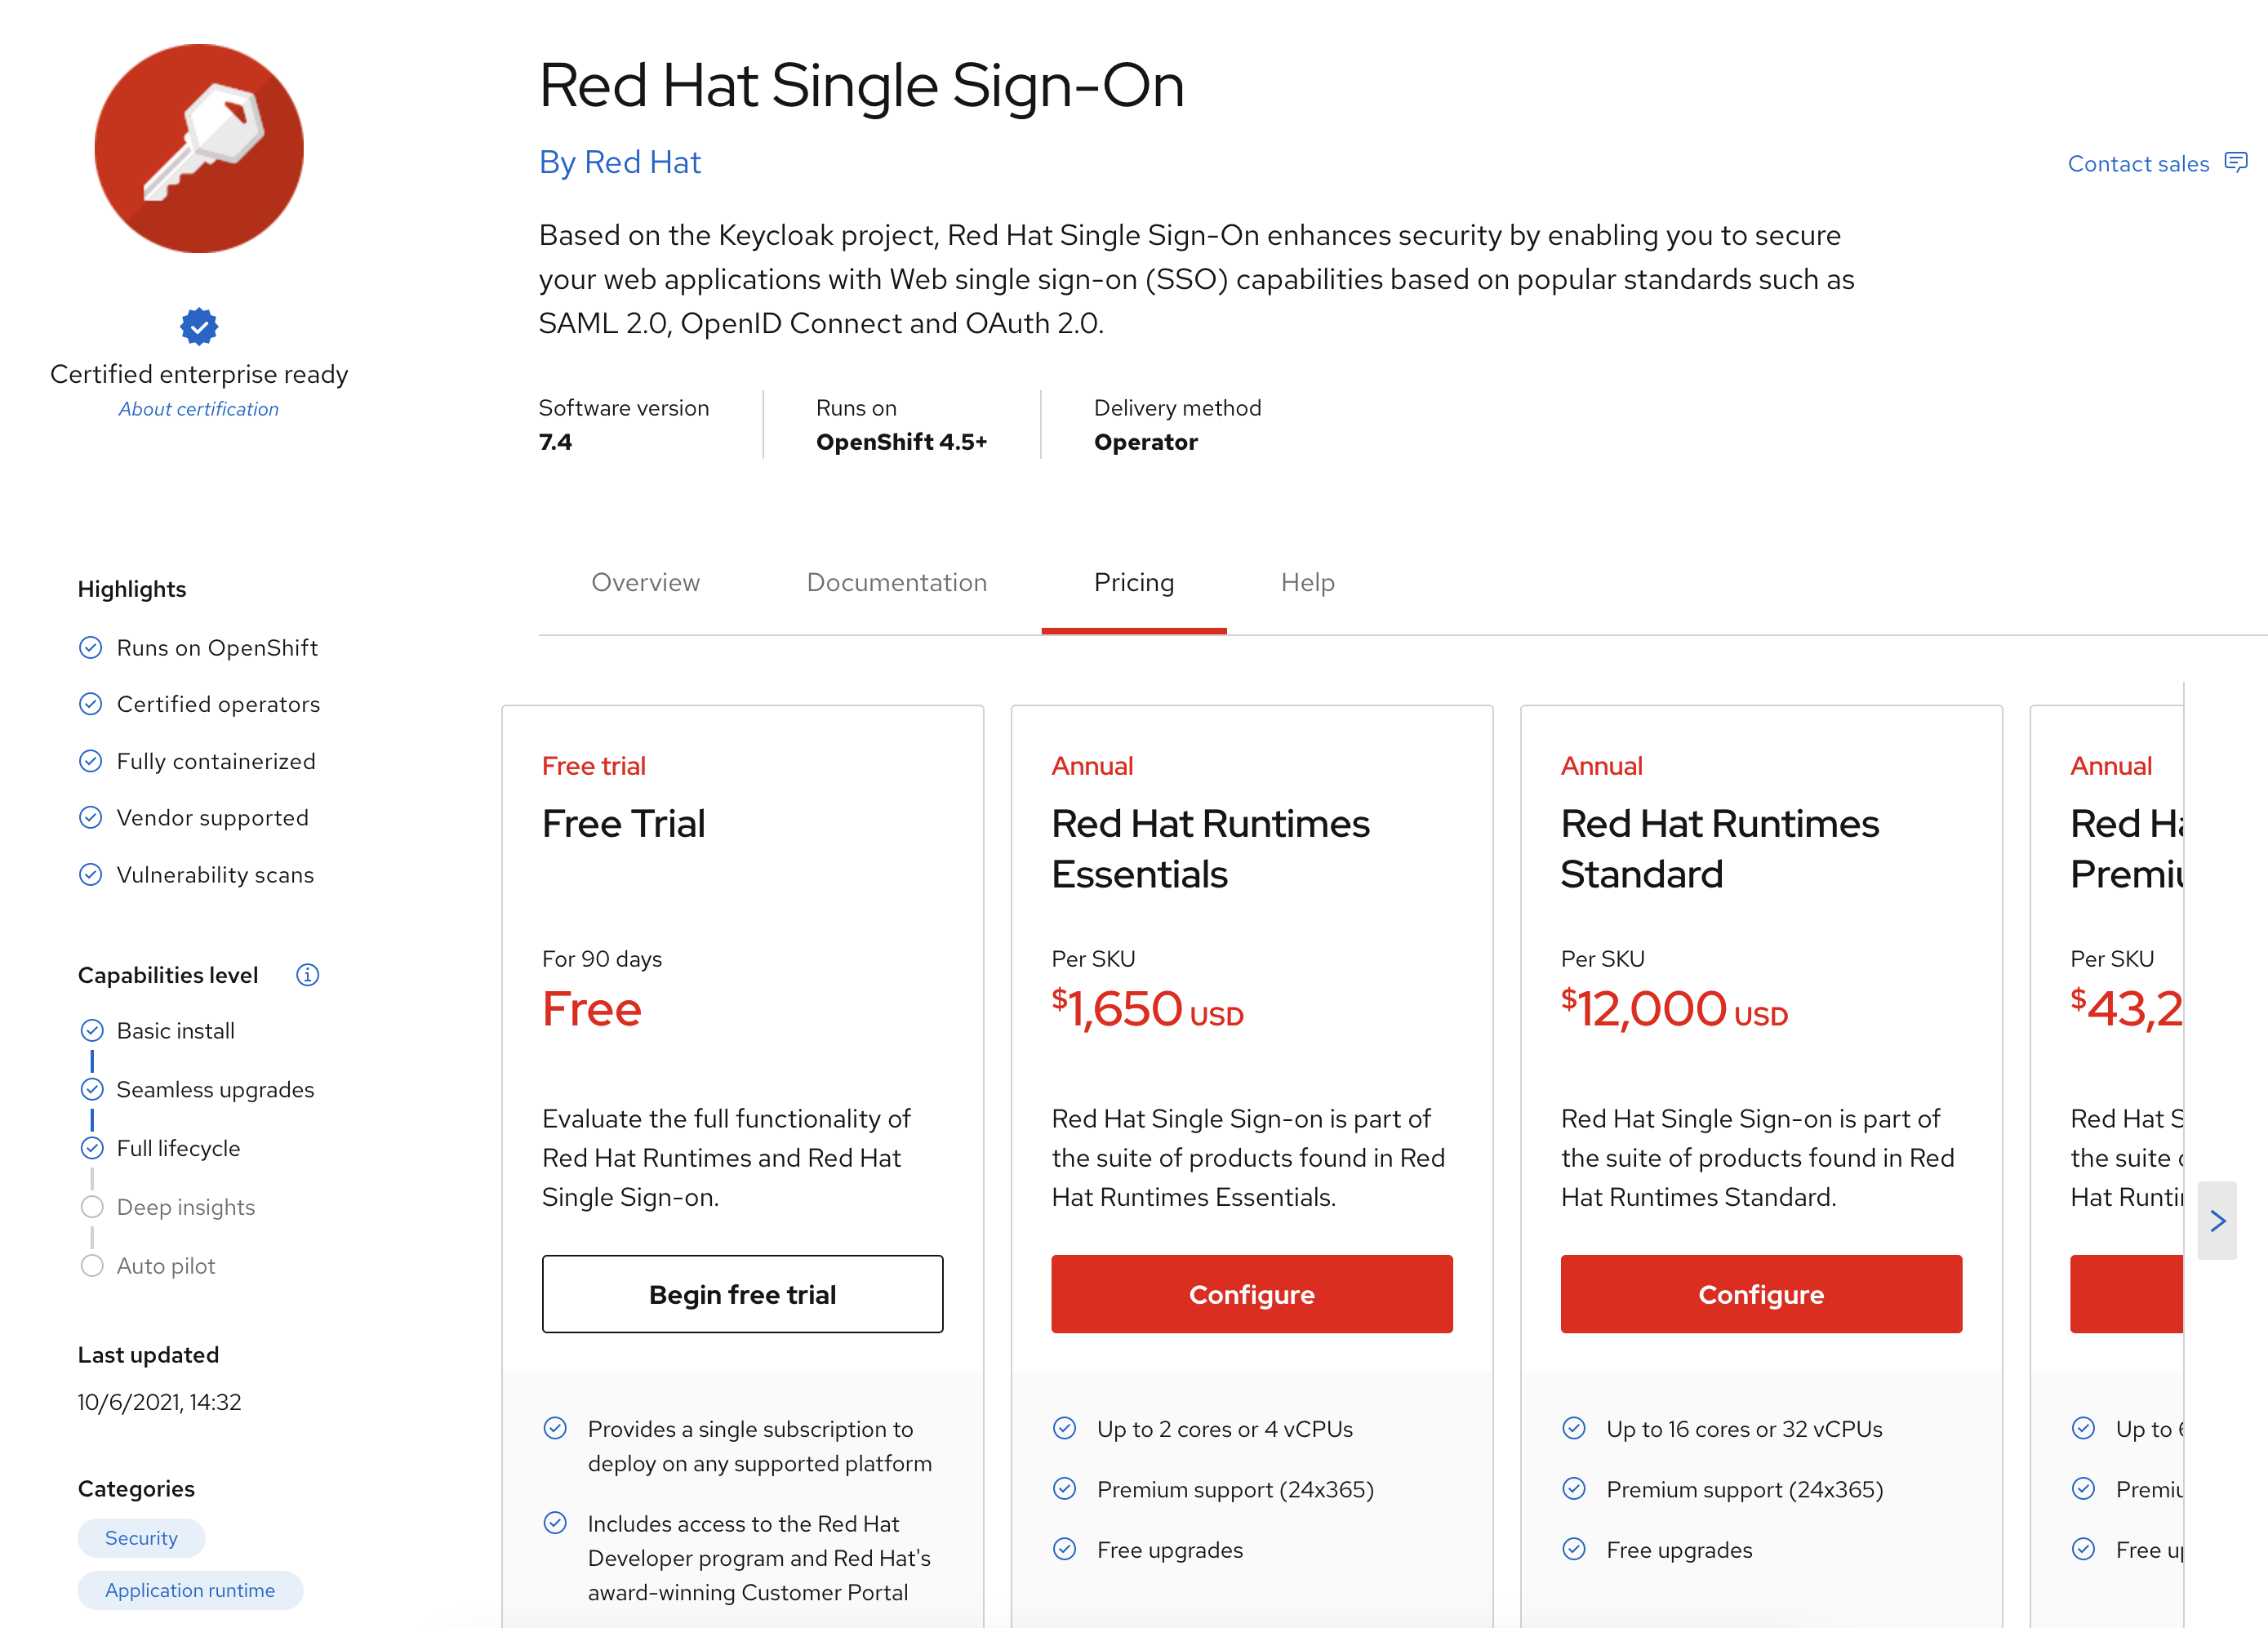 Red Hat Single Sign-On
By Red Hat
Contact sales
Based on the Keycloak project, Red Hat Single Sign-On enhances security by enabling you to secure
your web applications with Web single sign-on (SSO) capabilities based on popular standards such as
SAML 2.0, OpenID Connect and OAuth 2.0.
Certified enterprise ready
About certification
Software version
7.4
Runs on
OpenShift 4.5+
Delivery method
Operator
Highlights
Runs on OpenShift
Certified operators
Fully containerized
Vendor supported
Vulnerability scans
Capabilities level
Basic install
Seamless upgrades
Full lifecycle
Deep insights
Auto pilot
Last updated
10/6/2021, 14:32
Categories
Security
Application runtime
Overview
Documentation
Pricing
Help
Free trial
Free Trial
For 90 days
Free
Evaluate the full functionality of
Red Hat Runtimes and Red Hat
Single Sign-on.
Begin free trial
Provides a single subscription to
deploy on any supported platform
Includes access to the Red Hat
Developer program and Red Hat's
award-winning Customer Portal
Annual
Red Hat Runtimes
Essentials
Per SKU
$1,650 USD
Red Hat Single Sign-on is part of
the suite of products found in Red
Hat Runtimes Essentials.
Configure
Up to 2 cores or 4 vCPUs
Premium support (24x365)
Free upgrades
Annual
Red Hat Runtimes
Standard
Per SKU
$12,000 USD
Red Hat Single Sign-on is part of
the suite of products found in Red
Hat Runtimes Standard.
Configure
Up to 16 cores or 32 vCPUs
Premium support (24x365)
Free upgrades
Annual
Red
Per SKU
$43,2
Red Hat
the suite
Hat
Up to
Free